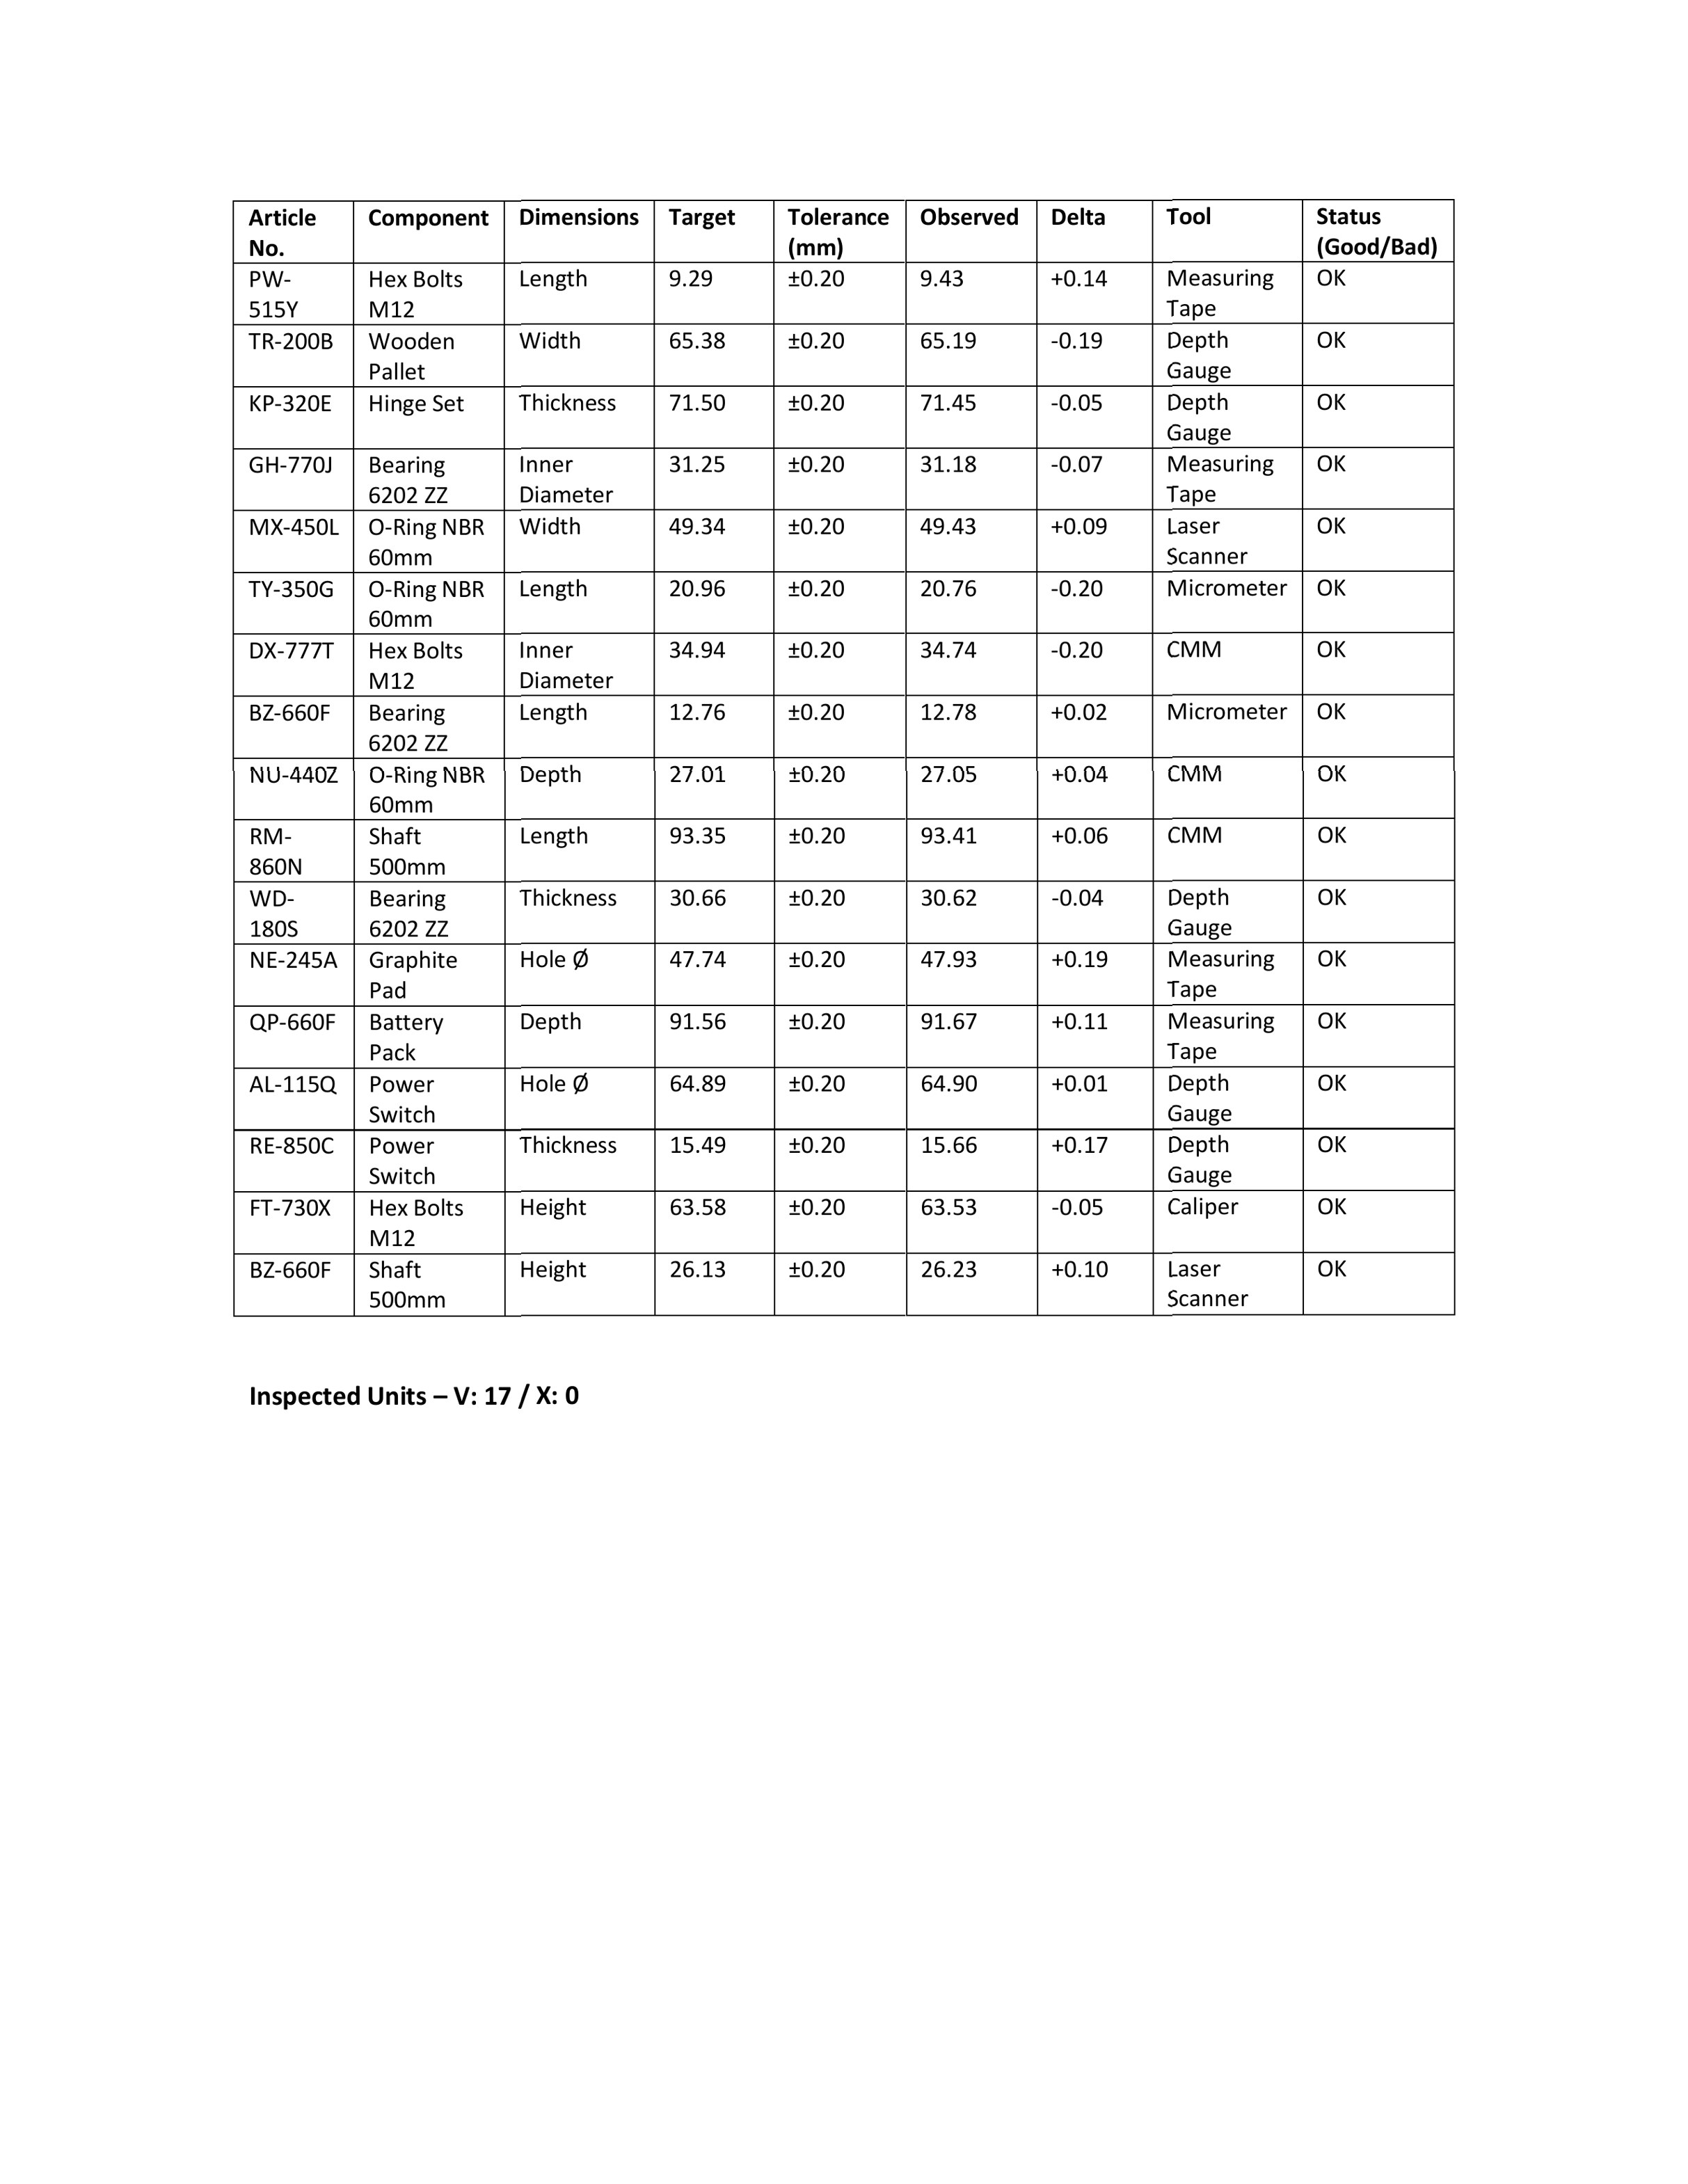 Article No. Component Dimensions Target Tolerance (mm) Observed Delta Tool Status (Good/Bad)
PW-515Y Hex Bolts M12 Length 9.29 ±0.20 9.43 +0.14 Measuring Tape OK
TR-200B Wooden Pallet Width 65.38 ±0.20 65.19 -0.19 Depth Gauge OK
KP-320E Hinge Set Thickness 71.50 ±0.20 71.45 -0.05 Depth Gauge OK
GH-770J Bearing 6202 ZZ Inner Diameter 31.25 ±0.20 31.18 -0.07 Measuring Tape OK
MX-450L O-Ring NBR 60mm Width 49.34 ±0.20 49.43 +0.09 Laser Scanner OK
TY-350G O-Ring NBR 60mm Length 20.96 ±0.20 20.76 -0.20 Micrometer OK
DX-777T Hex Bolts M12 Inner Diameter 34.94 ±0.20 34.74 -0.20 CMM OK
BZ-660F Bearing 6202 ZZ Length 12.76 ±0.20 12.78 +0.02 Micrometer OK
NU-440Z O-Ring NBR 60mm Depth 27.01 ±0.20 27.05 +0.04 CMM OK
RM-860N Shaft 500mm Length 93.35 ±0.20 93.41 +0.06 CMM OK
WD-180S Bearing 6202 ZZ Thickness 30.66 ±0.20 30.62 -0.04 Depth Gauge OK
NE-245A Graphite Pad Hole Ø 47.74 ±0.20 47.93 +0.19 Measuring Tape OK
QP-660F Battery Pack Depth 91.56 ±0.20 91.67 +0.11 Measuring Tape OK
AL-115Q Power Switch Hole Ø 64.89 ±0.20 64.90 +0.01 Depth Gauge OK
RE-850C Power Switch Thickness 15.49 ±0.20 15.66 +0.17 Depth Gauge OK
FT-730X Hex Bolts M12 Height 63.58 ±0.20 63.53 -0.05 Caliper OK
BZ-660F Shaft 500mm Height 26.13 ±0.20 26.23 +0.10 Laser Scanner OK
Inspected Units – V: 17 / X: 0